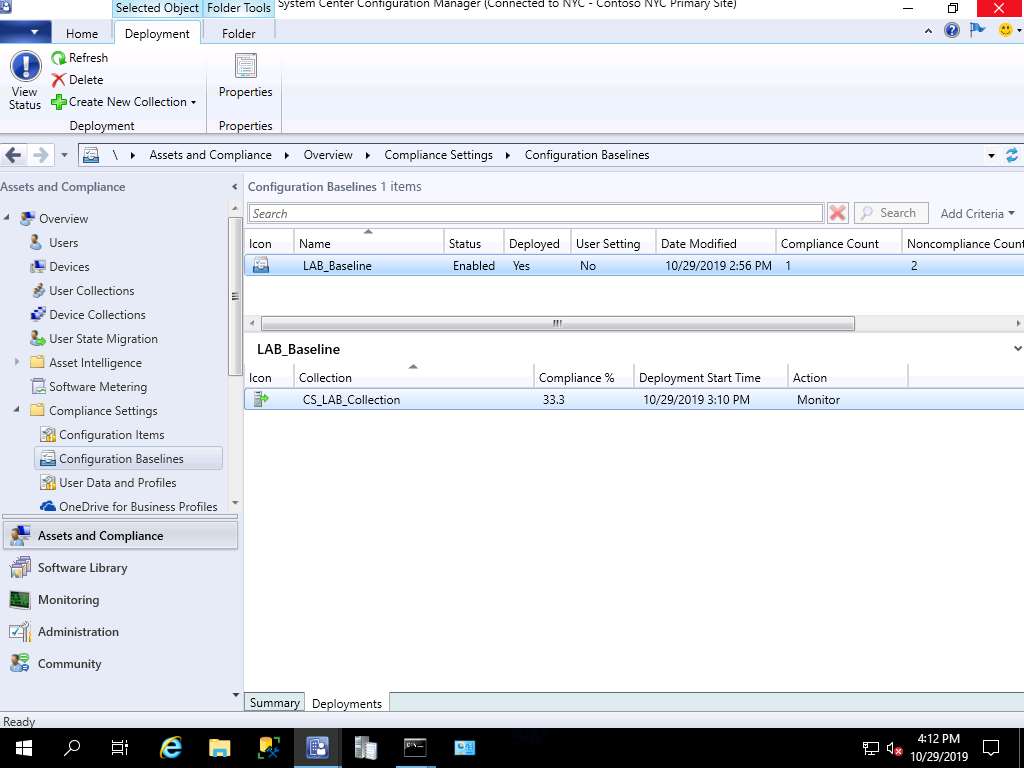 System Center Configuration Manager (Connected to NYC - Contoso NYC Primary Site)
Selected Object Folder Tools
Home Deployment Folder
View Status
Refresh
Delete
Create New Collection
Deployment
Properties
Properties
\ Assets and Compliance Overview Compliance Settings Configuration Baselines
Assets and Compliance
Overview
Users
Devices
User Collections
Device Collections
User State Migration
Asset Intelligence
Software Metering
Compliance Settings
Configuration Items
Configuration Baselines
User Data and Profiles
OneDrive for Business Profiles
Assets and Compliance
Software Library
Monitoring
Administration
Community
Configuration Baselines 1 items
Search Search Add Criteria
Icon Name Status Deployed User Setting Date Modified Compliance Count Noncompliance Count
LAB_Baseline Enabled Yes No 10/29/2019 2:56 PM 1 2
LAB_Baseline
Icon Collection Compliance % Deployment Start Time Action
CS_LAB_Collection 33.3 10/29/2019 3:10 PM Monitor
Summary Deployments
Ready
4:12 PM
10/29/2019